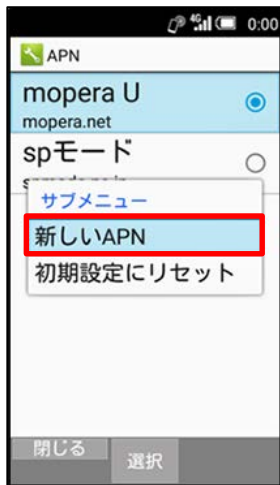 4G 0:00
APN
mopera U
mopera.net
spモード
サブメニュー
新しいAPN
初期設定にリセット
閉じる
選択